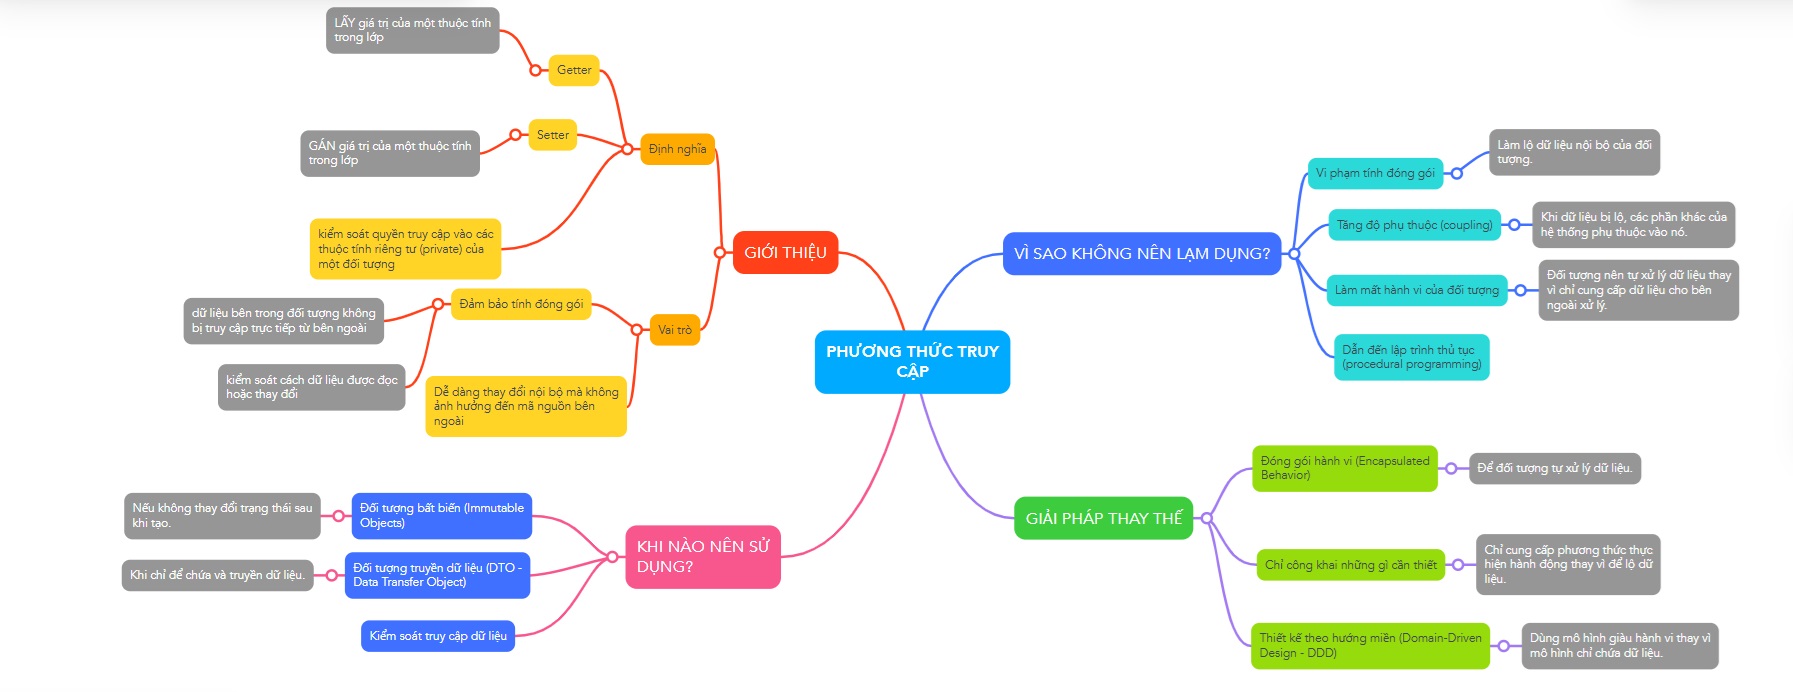 LẤY giá trị của một thuộc tính
trong lớp
Getter
GÁN giá trị của một thuộc tính
trong lớp
Setter
Định nghĩa
kiểm soát quyền truy cập vào các
thuộc tính riêng tư (private) của
một đối tượng
GIỚI THIỆU
dữ liệu bên trong đối tượng không
bị truy cập trực tiếp từ bên ngoài
Đảm bảo tính đóng gói
Vai trò
kiểm soát cách dữ liệu được đọc
hoặc thay đổi
Dễ dàng thay đổi nội bộ mà không
ảnh hưởng đến mã nguồn bên
ngoài
PHƯƠNG THỨC TRUY
CẬP
Nếu không thay đổi trạng thái sau
khi tạo.
Đối tượng bất biến (Immutable
Objects)
KHI NÀO NÊN SỬ
DỤNG?
Khi chỉ để chứa và truyền dữ liệu.
Đối tượng truyền dữ liệu (DTO -
Data Transfer Object)
Kiểm soát truy cập dữ liệu
VÌ SAO KHÔNG NÊN LẠM DỤNG?
Vi phạm tính đóng gói
Làm lộ dữ liệu nội bộ của đối
tượng.
Tăng độ phụ thuộc (coupling)
Khi dữ liệu bị lộ, các phần khác của
hệ thống phụ thuộc vào nó.
Làm mất hành vi của đối tượng
Đối tượng nên tự xử lý dữ liệu thay
vì chỉ cung cấp dữ liệu cho bên
ngoài xử lý.
Dẫn đến lập trình thủ tục
(procedural programming)
GIẢI PHÁP THAY THẾ
Đóng gói hành vi (Encapsulated
Behavior)
Để đối tượng tự xử lý dữ liệu.
Chỉ công khai những gì cần thiết
Chỉ cung cấp phương thức thực
hiện hành động thay vì để lộ dữ
liệu.
Thiết kế theo hướng miền (Domain-Driven
Design - DDD)
Dùng mô hình giàu hành vi thay vì
mô hình chỉ chứa dữ liệu.